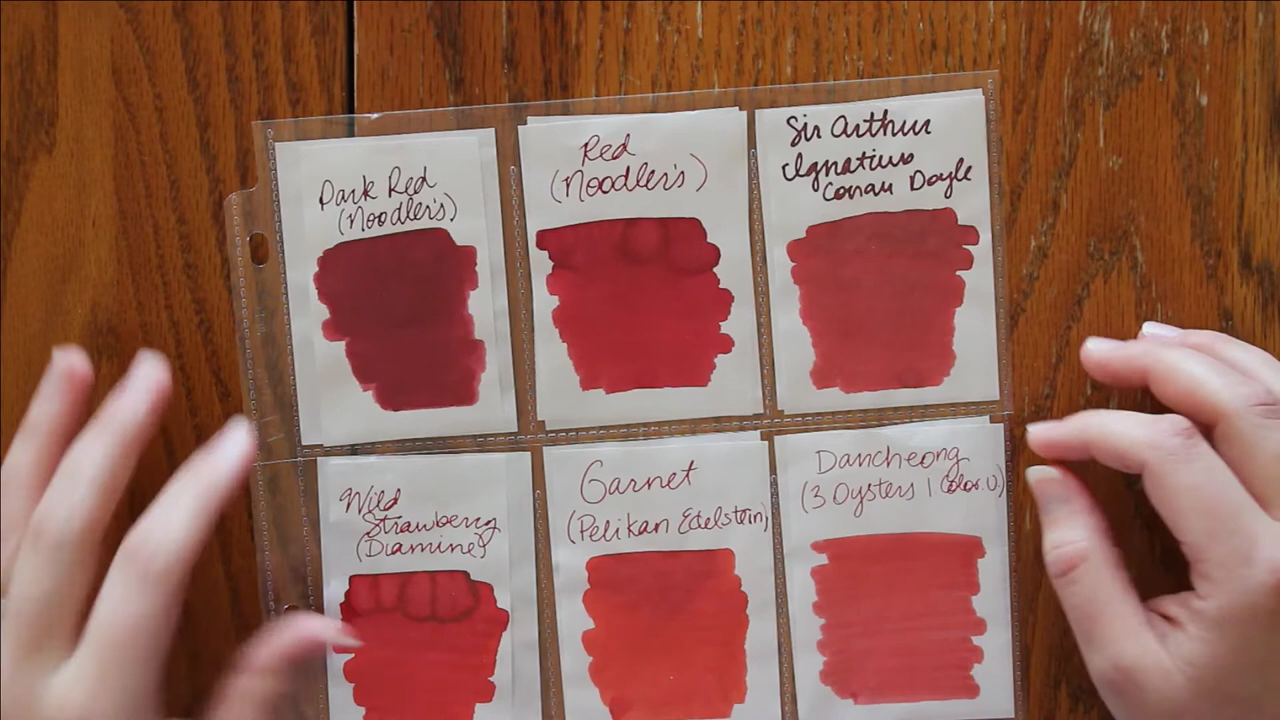 Dark Red
(Noodler's)
Red
(Noodler's)
Sir Arthur
Ignatius
Conan Doyle
Wild
Strawberry
(Diamine)
Garnet
(Pelikan Edelstein)
Dancheong
(3 Oysters | Color.U.)